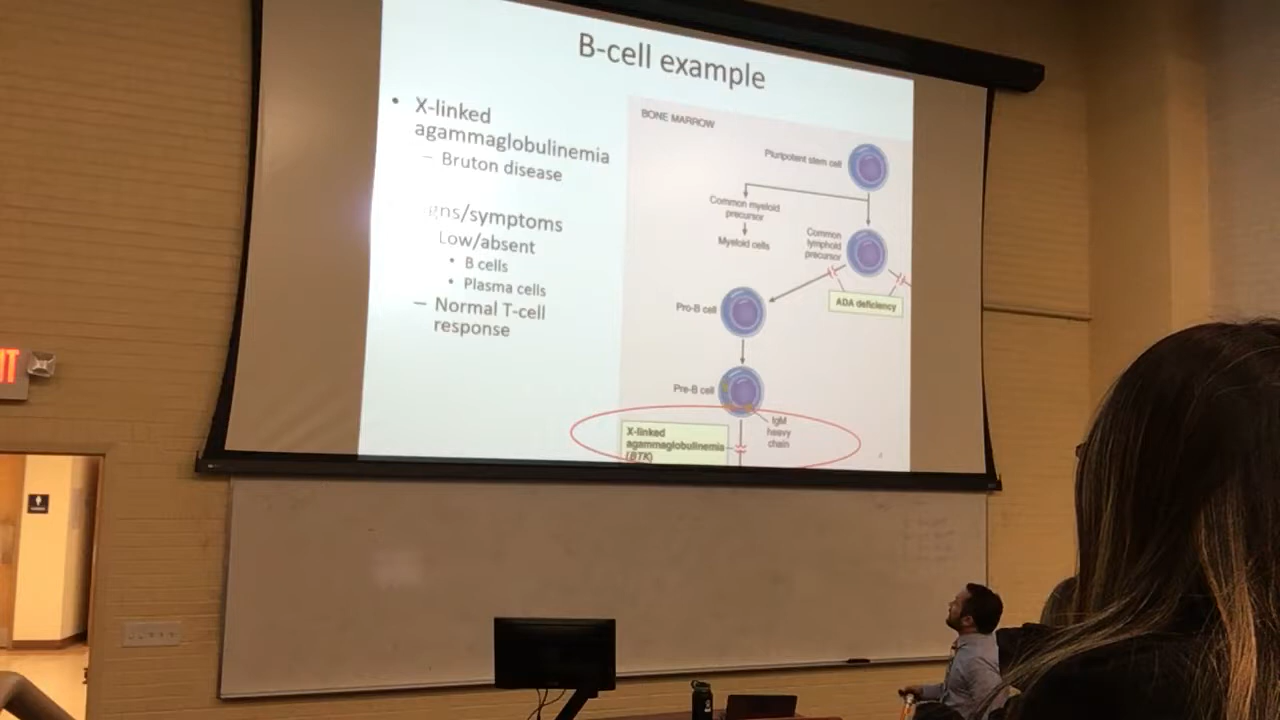 B-cell example
• X-linked
agammaglobulinemia
– Bruton disease
gns/symptoms
Low/absent
• B cells
• Plasma cells
– Normal T-cell
response
BONE MARROW
Pluripotent stem cell
Common myeloid
precursor
Myeloid cells
Common
lymphoid
precursor
ADA deficiency
Pro-B cell
Pre-B cell
IgM
heavy
chain
X-linked
agammaglobulinemia
(BTK)
IT